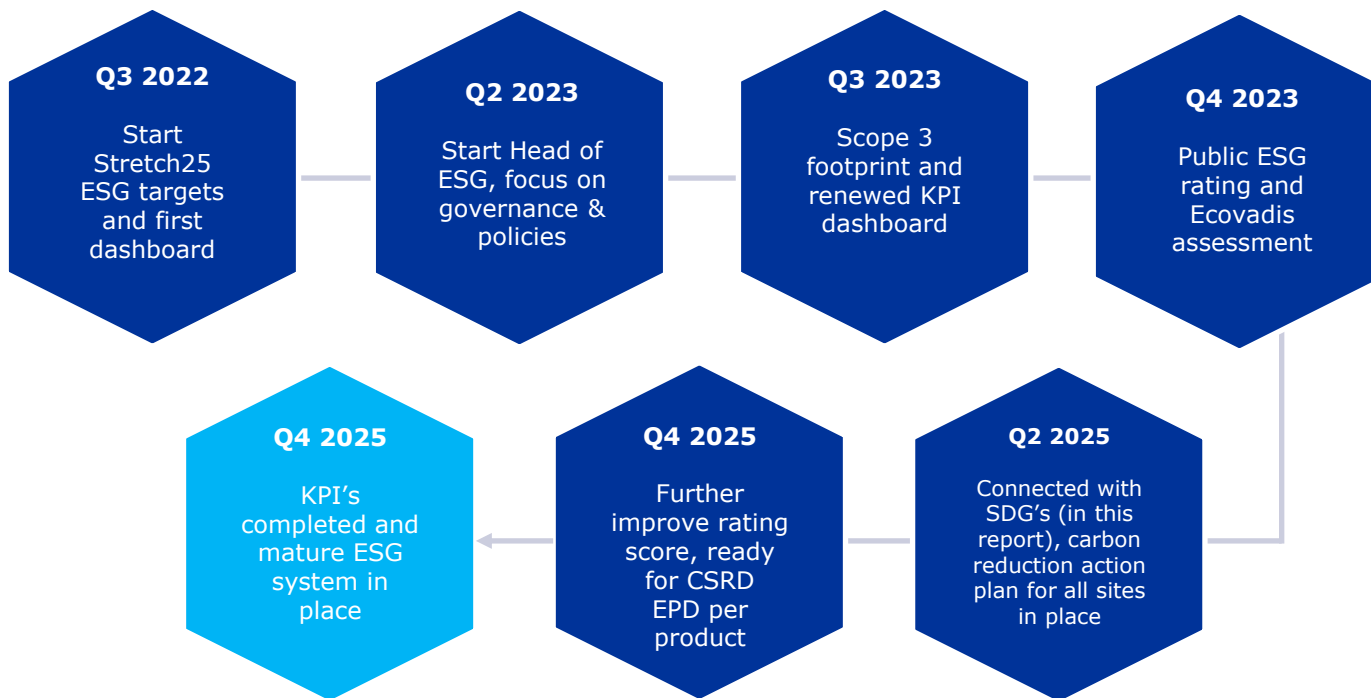 Q3 2022
Start
Stretch25
ESG targets
and first
dashboard
Q2 2023
Start Head of
ESG, focus on
governance &
policies
Q3 2023
Scope 3
footprint and
renewed KPI
dashboard
Q4 2023
Public ESG
rating and
Ecovadis
assessment
Q2 2025
Connected with
SDG’s (in this
report), carbon
reduction action
plan for all sites
in place
Q4 2025
Further
improve rating
score, ready
for CSRD
EPD per
product
Q4 2025
KPI’s
completed and
mature ESG
system in
place